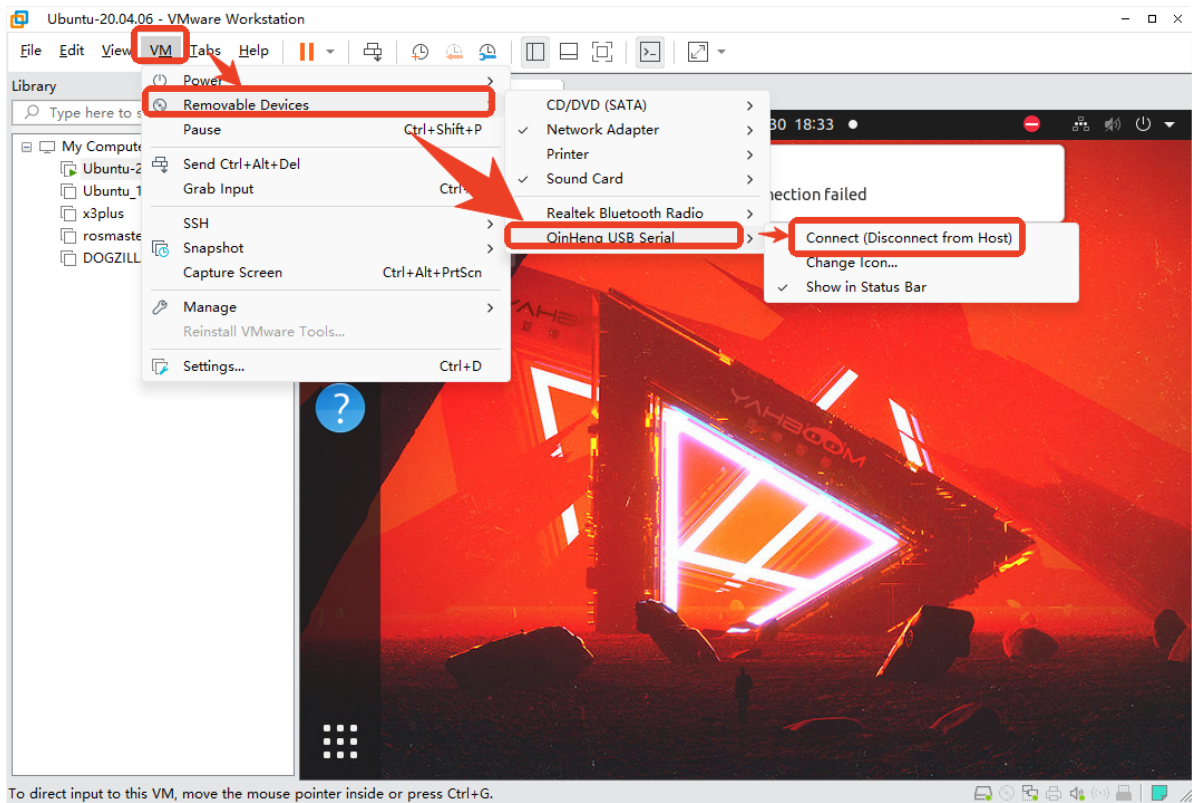 Ubuntu-20.04.06 - VMware Workstation
File Edit View VM Tabs Help
Library
Type here to s
My Compute
Ubuntu-2
Ubuntu_1
x3plus
rosmaste
DOGZILL
Power
Removable Devices
Pause Ctrl+Shift+P
Send Ctrl+Alt+Del
Grab Input Ctrl+
SSH
Snapshot
Capture Screen Ctrl+Alt+PrtScn
Manage
Reinstall VMware Tools...
Settings... Ctrl+D
CD/DVD (SATA)
Network Adapter
Printer
Sound Card
Realtek Bluetooth Radio
QinHeng USB Serial
Connect (Disconnect from Host)
Change Icon...
Show in Status Bar
30 18:33
nection failed
?
YAHBOOM
To direct input to this VM, move the mouse pointer inside or press Ctrl+G.